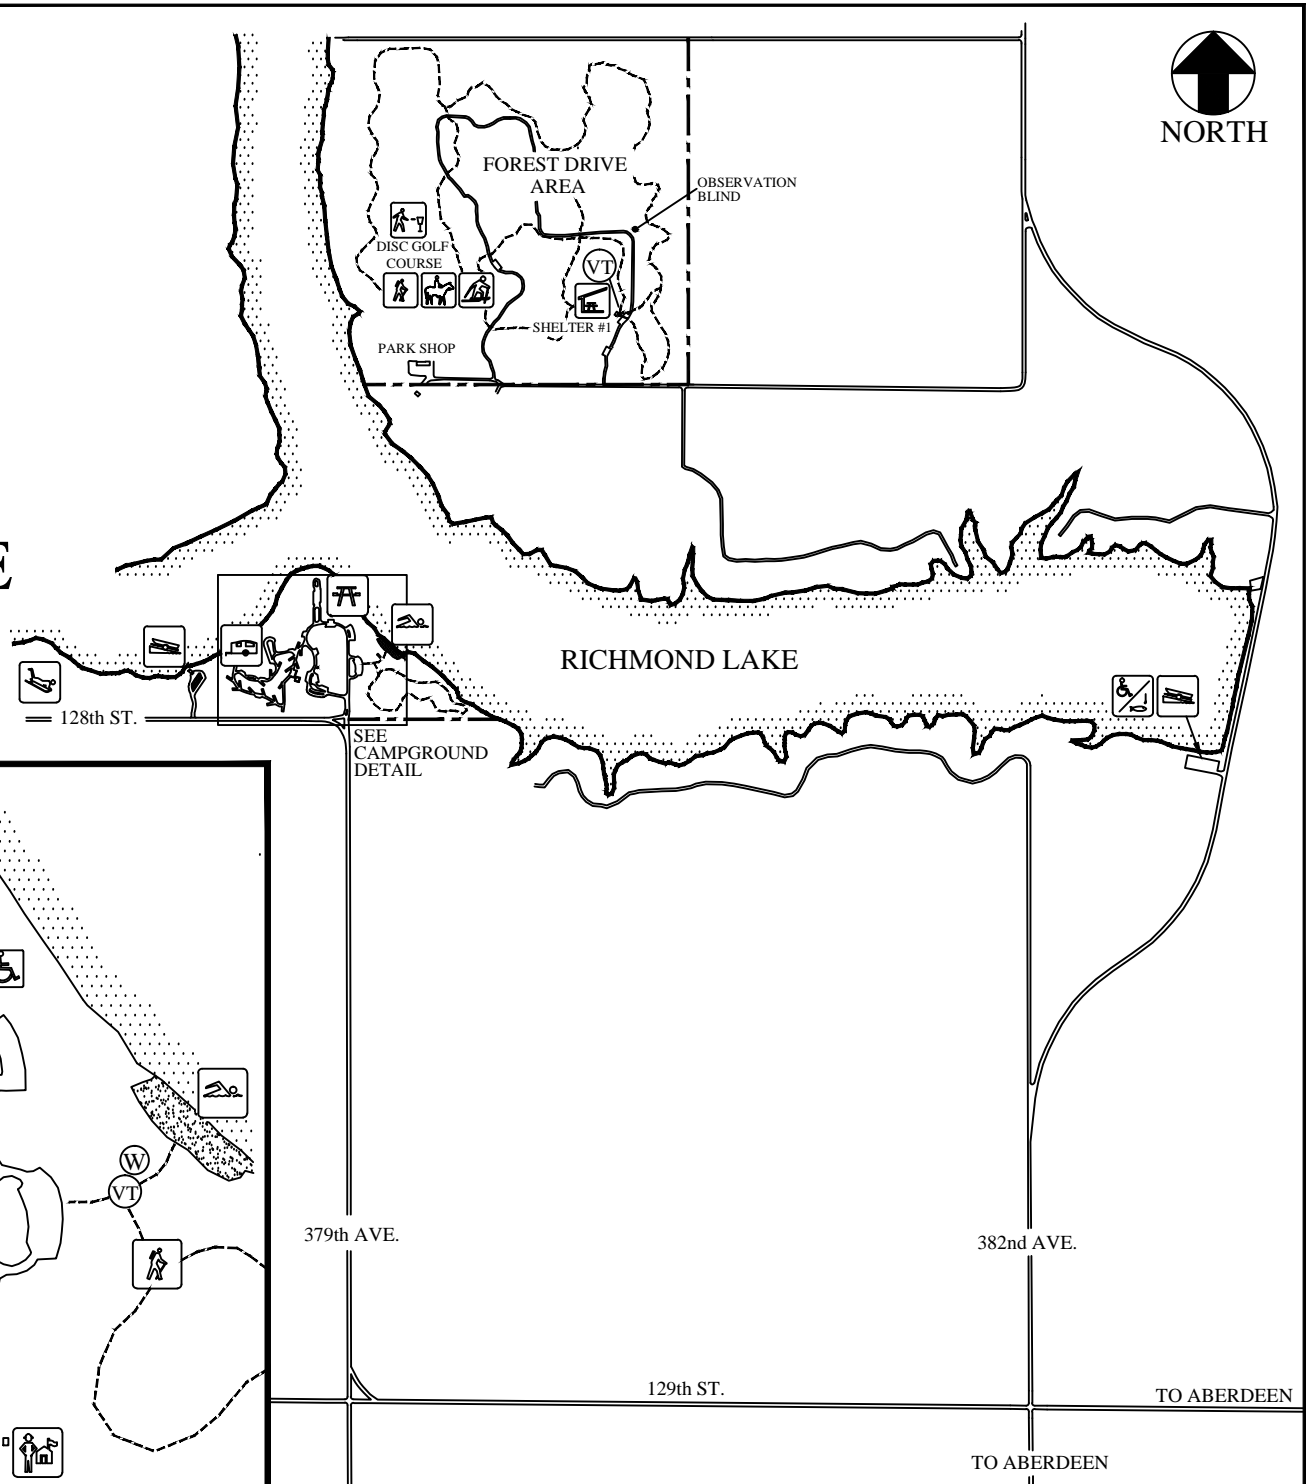 NORTH
FOREST DRIVE
AREA
OBSERVATION
BLIND
DISC GOLF
COURSE
VT
SHELTER #1
PARK SHOP
E
RICHMOND LAKE
128th ST.
SEE
CAMPGROUND
DETAIL
W
VT
379th AVE.
382nd AVE.
129th ST.
TO ABERDEEN
TO ABERDEEN